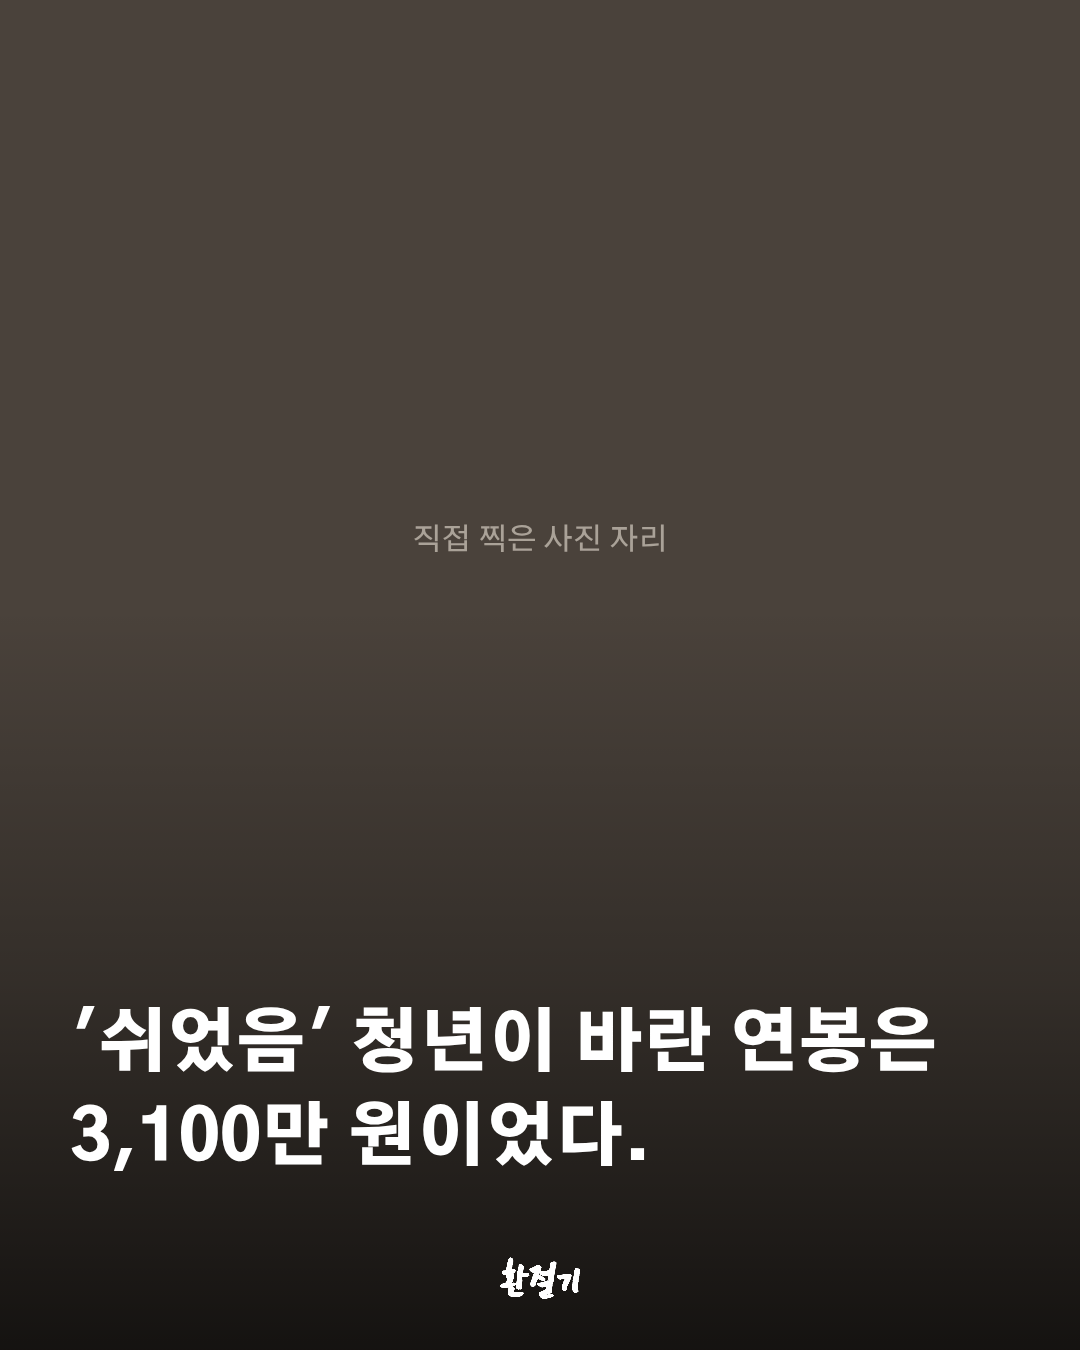 직접 찍은 사진 자리
'쉬었음' 청년이 바란 연봉은
3,100만 원이었다.
환절기